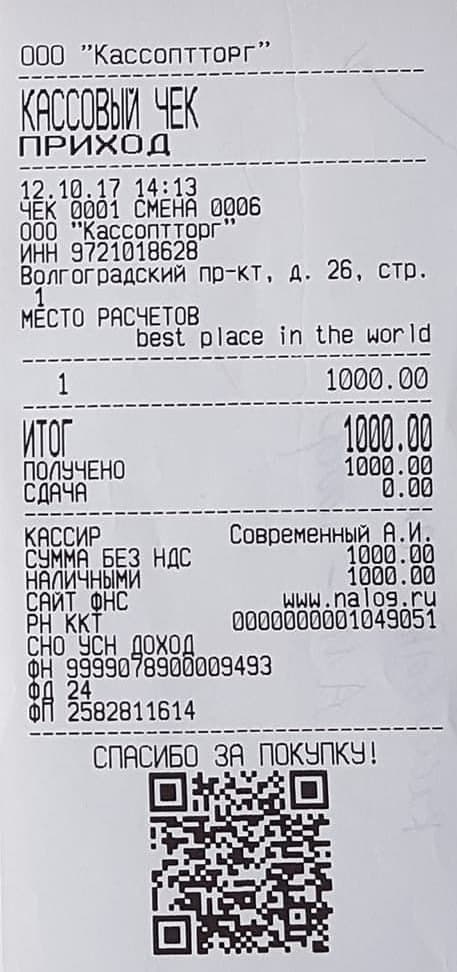 ООО "Кассоптторг"
КАССОВЫЙ ЧЕК
ПРИХОД
12.10.17 14:13
ЧЕК 0001 СМЕНА 0006
ООО "Кассоптторг"
ИНН 9721018628
Волгоградский пр-кт, д. 26, стр.
1
МЕСТО РАСЧЕТОВ
best place in the world
1 1000.00
ИТОГ 1000.00
ПОЛУЧЕНО 1000.00
СДАЧА 0.00
КАССИР Современный А.И.
СУММА БЕЗ НДС 1000.00
НАЛИЧНЫМИ 1000.00
САЙТ ФНС www.nalog.ru
РН ККТ 0000000001049051
СНО УСН ДОХОД
ФН 9999078900009493
ФД 24
ФП 2582811614
СПАСИБО ЗА ПОКУПКУ!